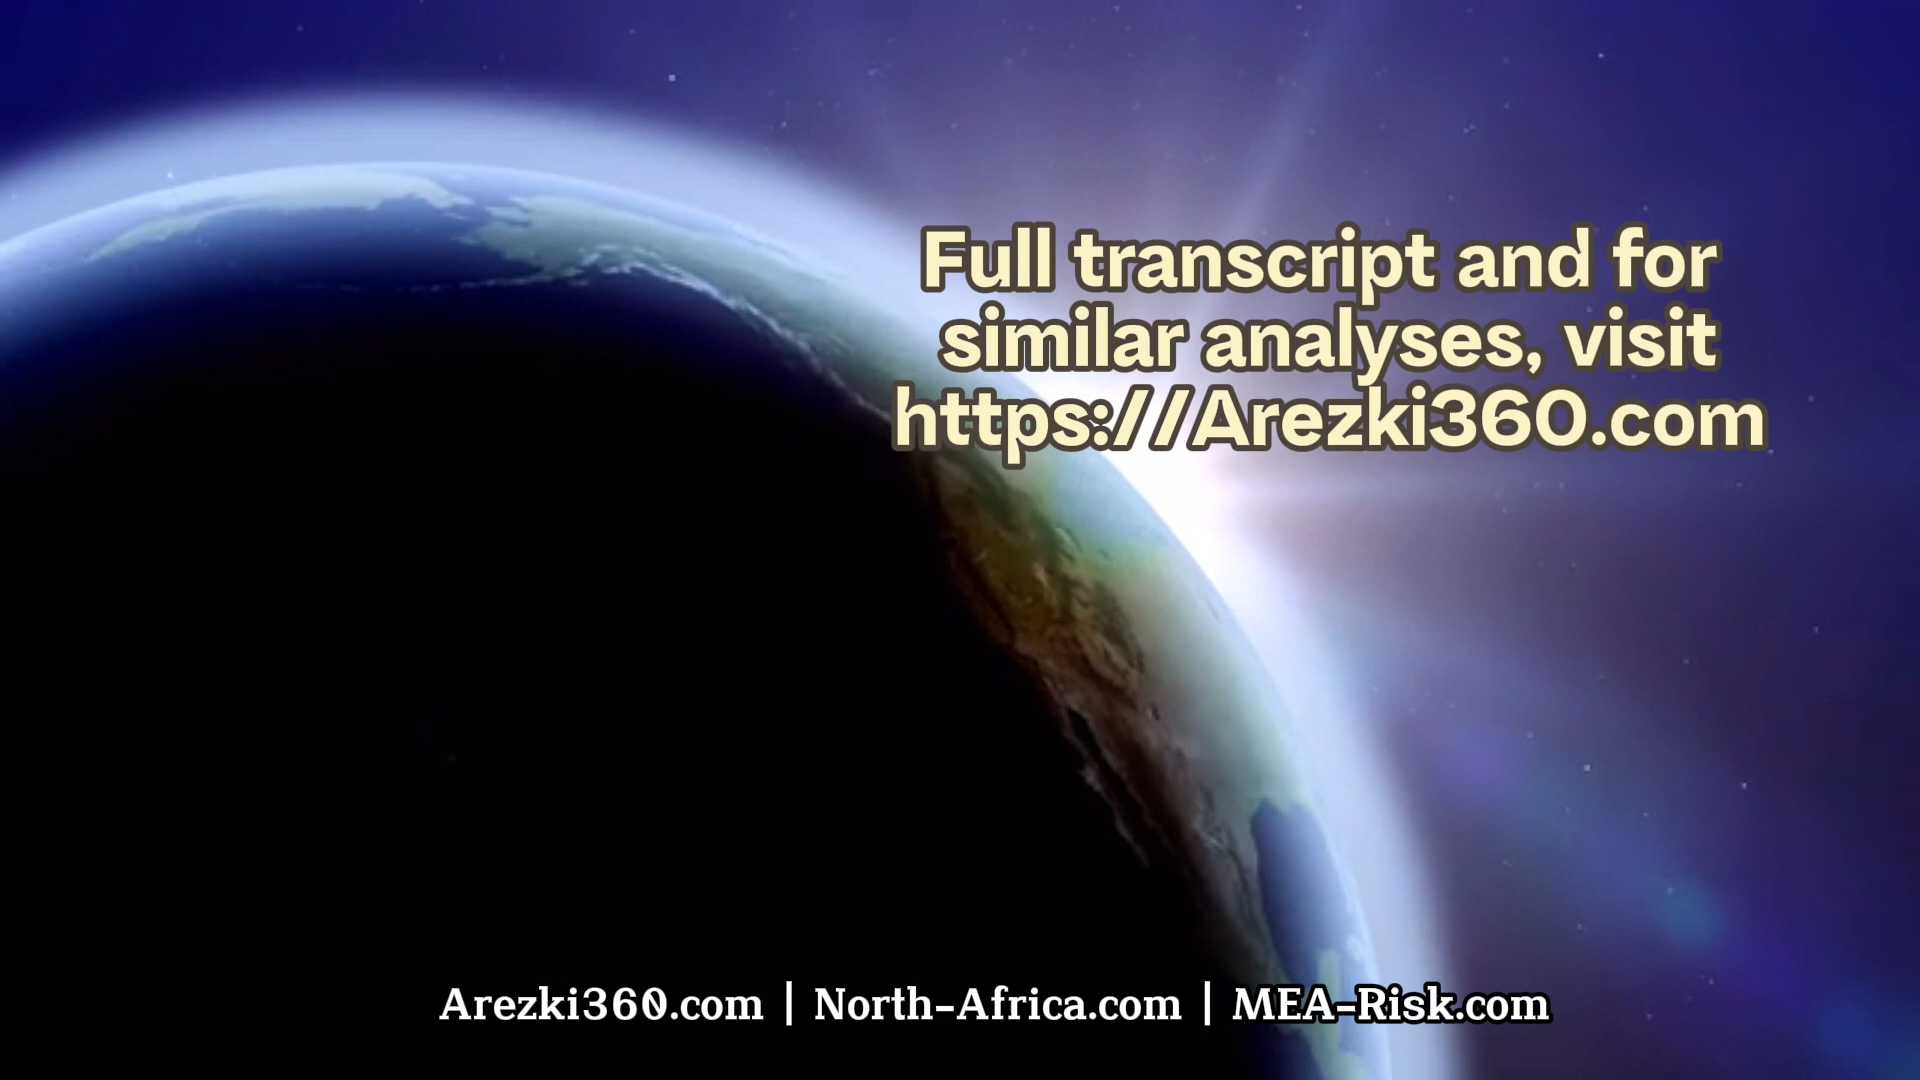 Full transcript and for
similar analyses, visit
https://Arezki360.com
Arezki360.com | North-Africa.com | MEA-Risk.com